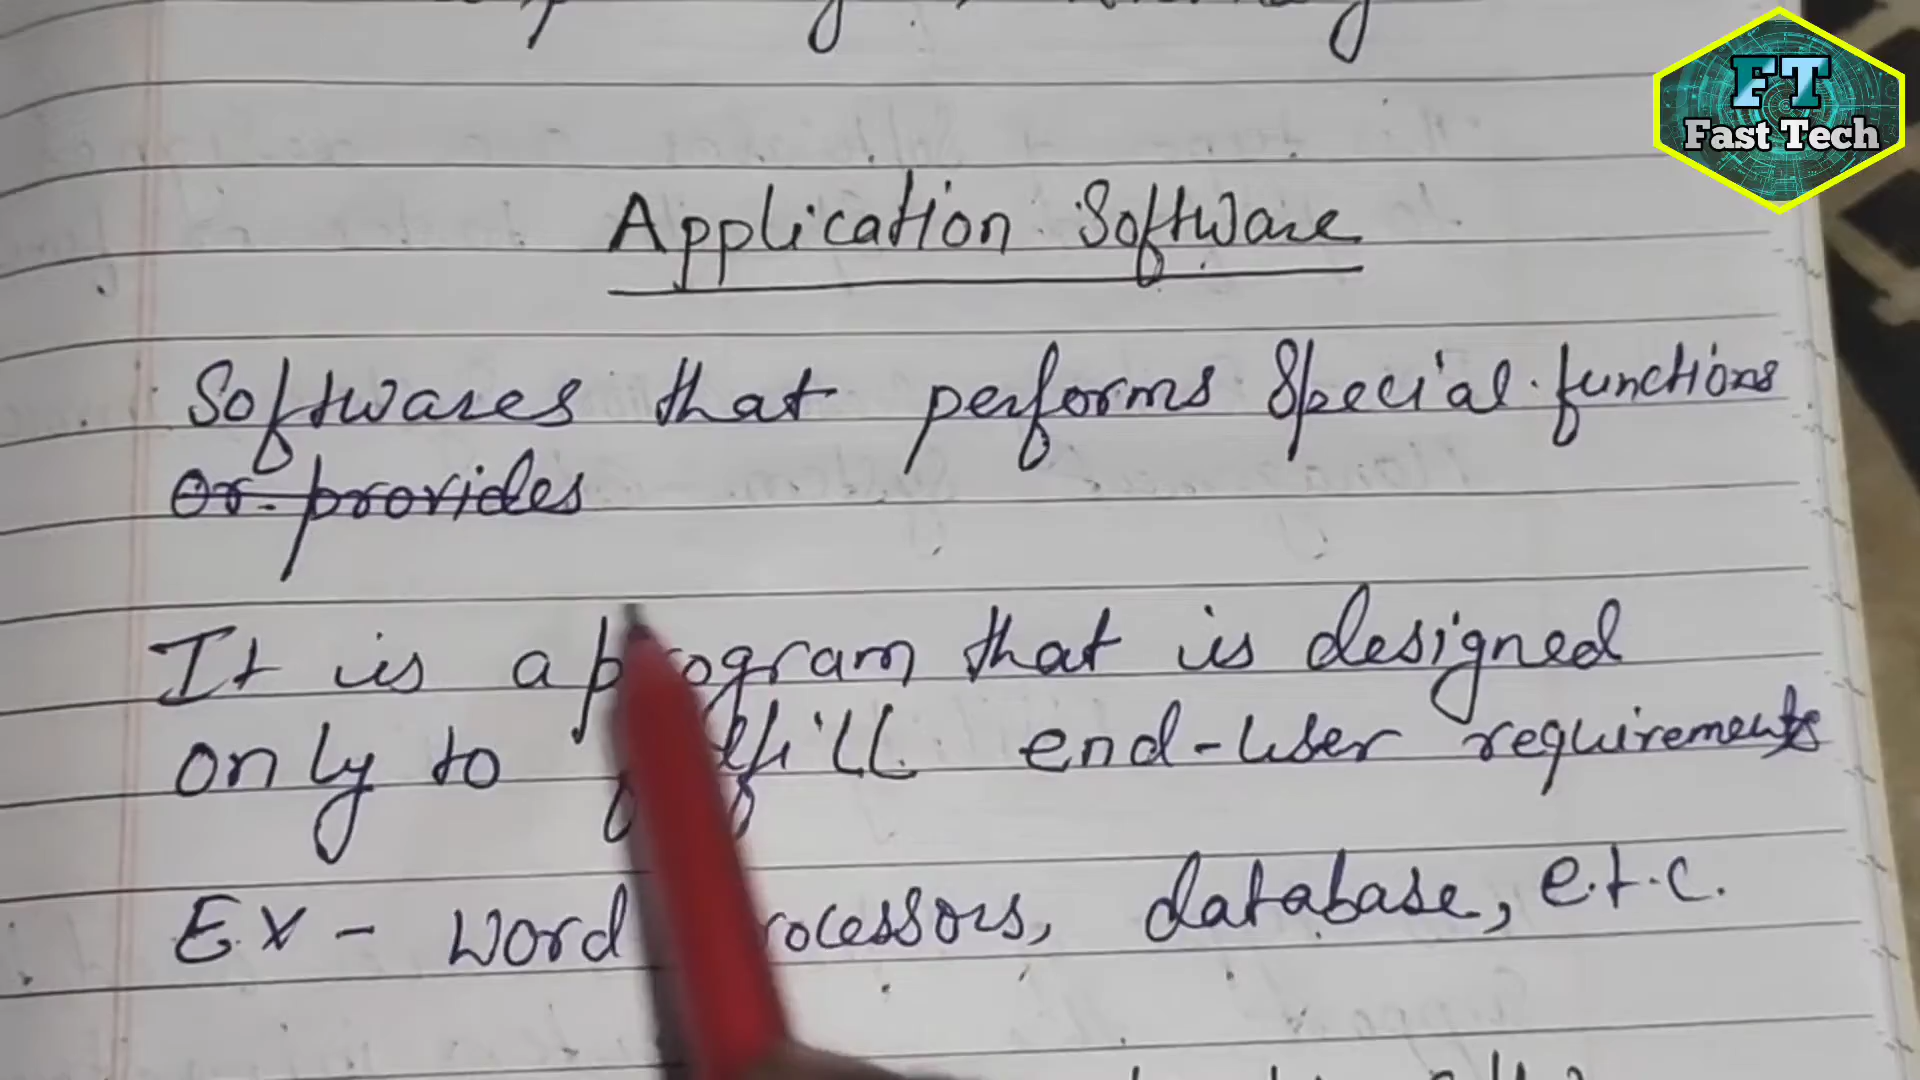 FT
Fast Tech
Application Software
Softwares that performs Special functions
Or provides
It is a program that is designed
only to fulfill end-user requirements
EX - Word processors, database, e.t.c.